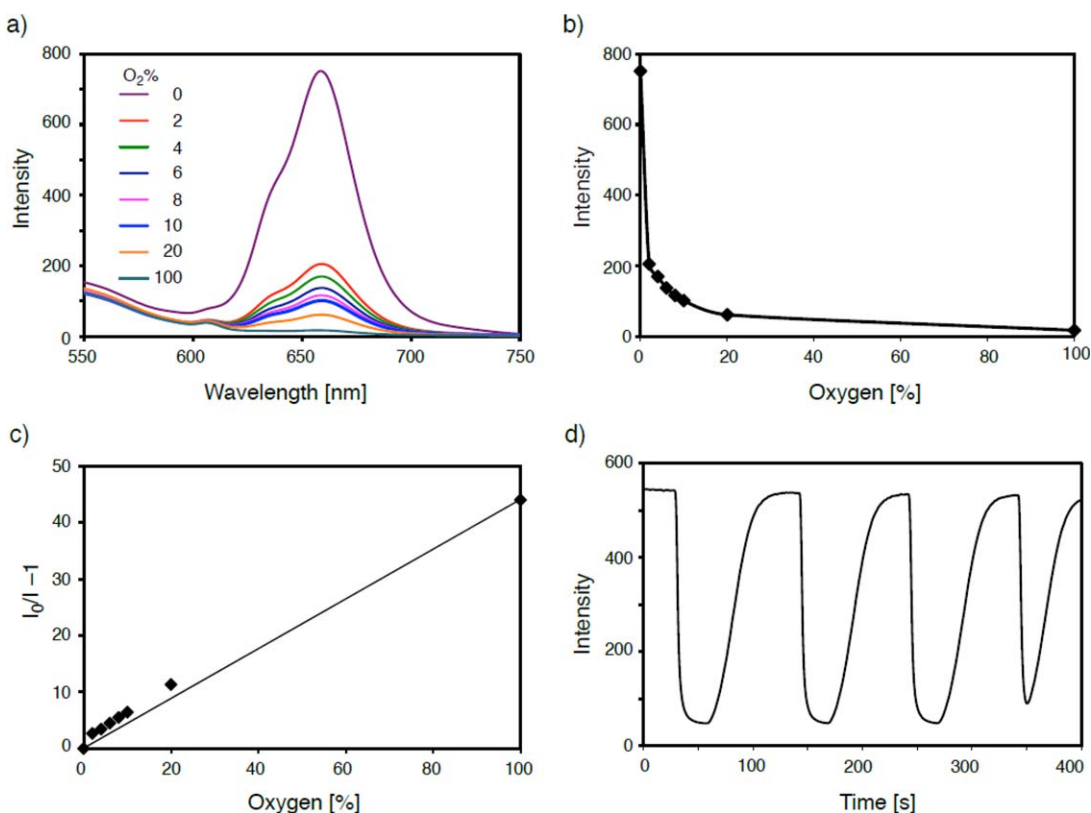 a)
800
600
400
200
0
Intensity
O₂%
0
2
4
6
8
10
20
100
550 600 650 700 750
Wavelength [nm]
b)
800
600
400
200
0
Intensity
0 20 40 60 80 100
Oxygen [%]
c)
50
40
30
20
10
0
I₀/I –1
0 20 40 60 80 100
Oxygen [%]
d)
600
400
200
0
Intensity
0 100 200 300 400
Time [s]